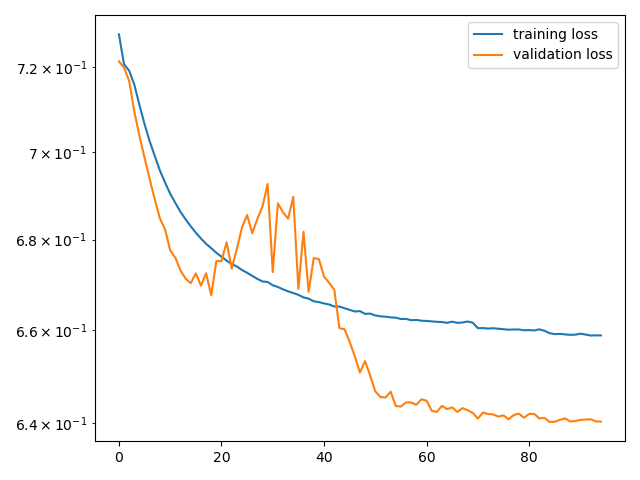 training loss
validation loss
7.2 × 10⁻¹
7 × 10⁻¹
6.8 × 10⁻¹
6.6 × 10⁻¹
6.4 × 10⁻¹
0 20 40 60 80